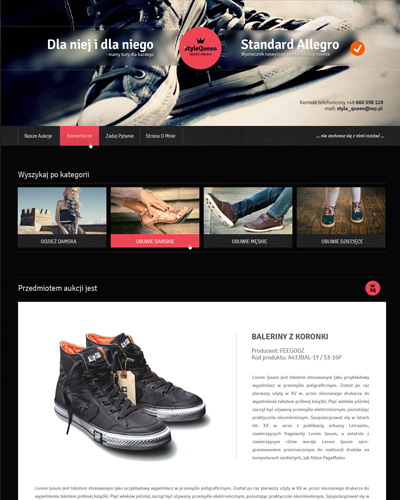 Dla niej i dla niego
- mamy buty dla każdego
StyleQueen
Standard Allegro
Kontakt telefoniczny +48 660 598 128
mail: style_queen@wp.pl
Nasze Aukcje
Komentarze
Zadaj Pytanie
Strona O Mnie
... nie zechcesz się z nimi rozstać ...
Wyszykaj po kategorii
ODZIEŻ DAMSKA
OBUWIE DAMSKIE
OBUWIE MĘSKIE
OBUWIE DZIECIĘCE
Przedmiotem aukcji jest
SQ
BALERINY Z KORONKI
Producent: FEEGOOZ
Kod produktu: A433BAL-1Y / 53-16P
Lorem Ipsum jest tekstem stosowanym jako przykładowy
wypełniacz w przemyśle poligraficznym. Został po raz
pierwszy użyty w XV w. przez nieznanego drukarza do
wypełnienia tekstem próbnej książki. Pięć wieków później
zaczął być używany przemyśle elektronicznym, pozostając
praktycznie niezmienionym. Spopularyzował się w latach
60. XX w. wraz z publikacją arkuszy Letrasetu,
zawierających fragmenty Lorem Ipsum, a ostatnio z
zawierającym różne wersje Lorem Ipsum opro-
gramowaniem przeznaczonym do realizacji druków na
komputerach osobistych, jak Aldus PageMaker
Lorem Ipsum jest tekstem stosowanym jako przykładowy wypełniacz w przemyśle poligraficznym. Został po raz pierwszy użyty w XV w. przez nieznanego drukarza do
wypełnienia tekstem próbnej książki. Pięć wieków później zaczął być używany przemyśle elektronicznym, pozostając praktycznie niezmienionym. Spopularyzował się w